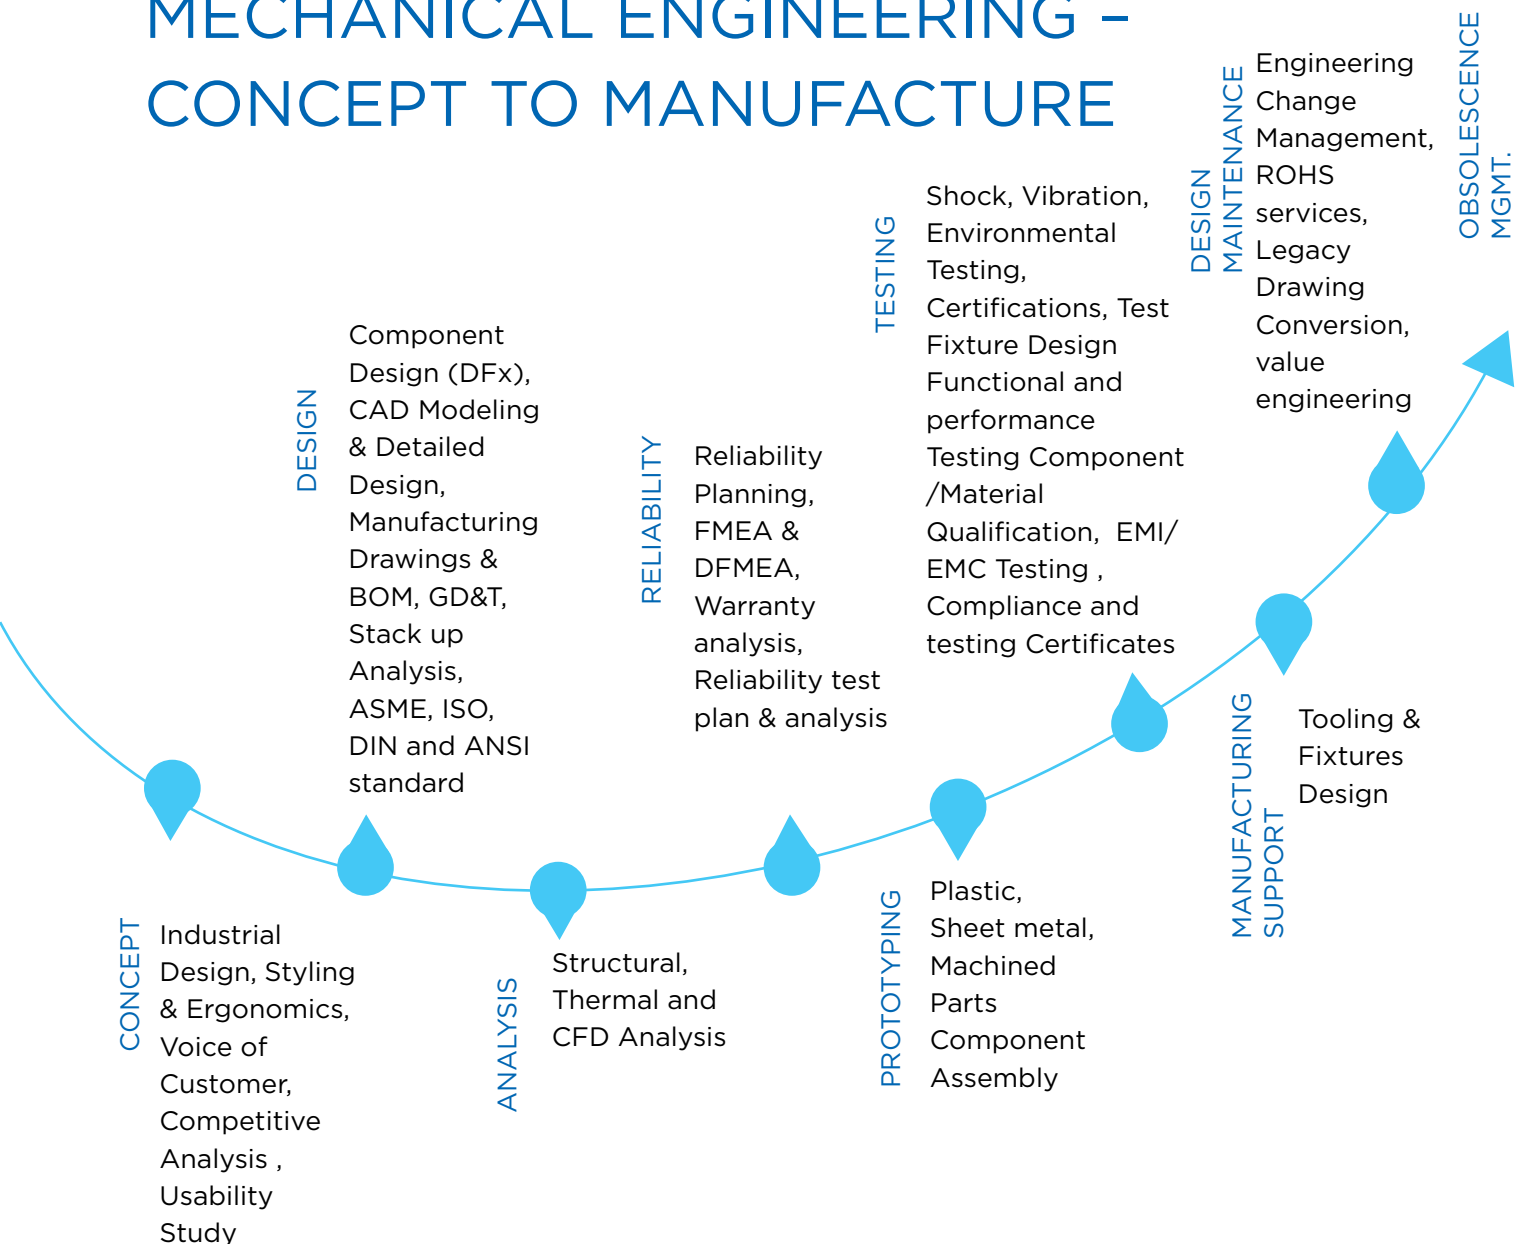 MECHANICAL ENGINEERING –
CONCEPT TO MANUFACTURE
CONCEPT
Industrial
Design, Styling
& Ergonomics,
Voice of
Customer,
Competitive
Analysis ,
Usability
Study
DESIGN
Component
Design (DFx),
CAD Modeling
& Detailed
Design,
Manufacturing
Drawings &
BOM, GD&T,
Stack up
Analysis,
ASME, ISO,
DIN and ANSI
standard
ANALYSIS
Structural,
Thermal and
CFD Analysis
RELIABILITY
Reliability
Planning,
FMEA &
DFMEA,
Warranty
analysis,
Reliability test
plan & analysis
PROTOTYPING
Plastic,
Sheet metal,
Machined
Parts
Component
Assembly
TESTING
Shock, Vibration,
Environmental
Testing,
Certifications, Test
Fixture Design
Functional and
performance
Testing Component
/Material
Qualification,  EMI/
EMC Testing ,
Compliance and
testing Certificates
MANUFACTURING
SUPPORT
Tooling &
Fixtures
Design
DESIGN
MAINTENANCE
Engineering
Change
Management,
ROHS
services,
Legacy
Drawing
Conversion,
value
engineering
OBSOLESCENCE
MGMT.